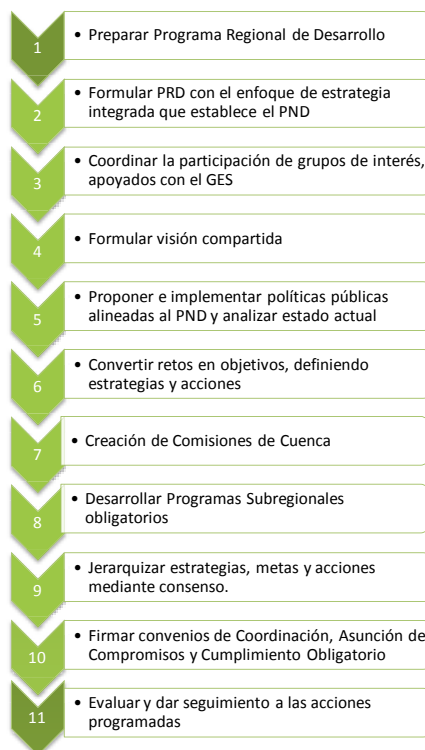 1
• Preparar Programa Regional de Desarrollo
2
• Formular PRD con el enfoque de estrategia
integrada que establece el PND
3
• Coordinar la participación de grupos de interés,
apoyados con el GES
4
• Formular visión compartida
5
• Proponer e implementar políticas públicas
alineadas al PND y analizar estado actual
6
• Convertir retos en objetivos, definiendo
estrategias y acciones
7
• Creación de Comisiones de Cuenca
8
• Desarrollar Programas Subregionales
obligatorios
9
• Jerarquizar estrategias, metas y acciones
mediante consenso.
10
• Firmar convenios de Coordinación, Asunción de
Compromisos y Cumplimiento Obligatorio
11
• Evaluar y dar seguimiento a las acciones
programadas